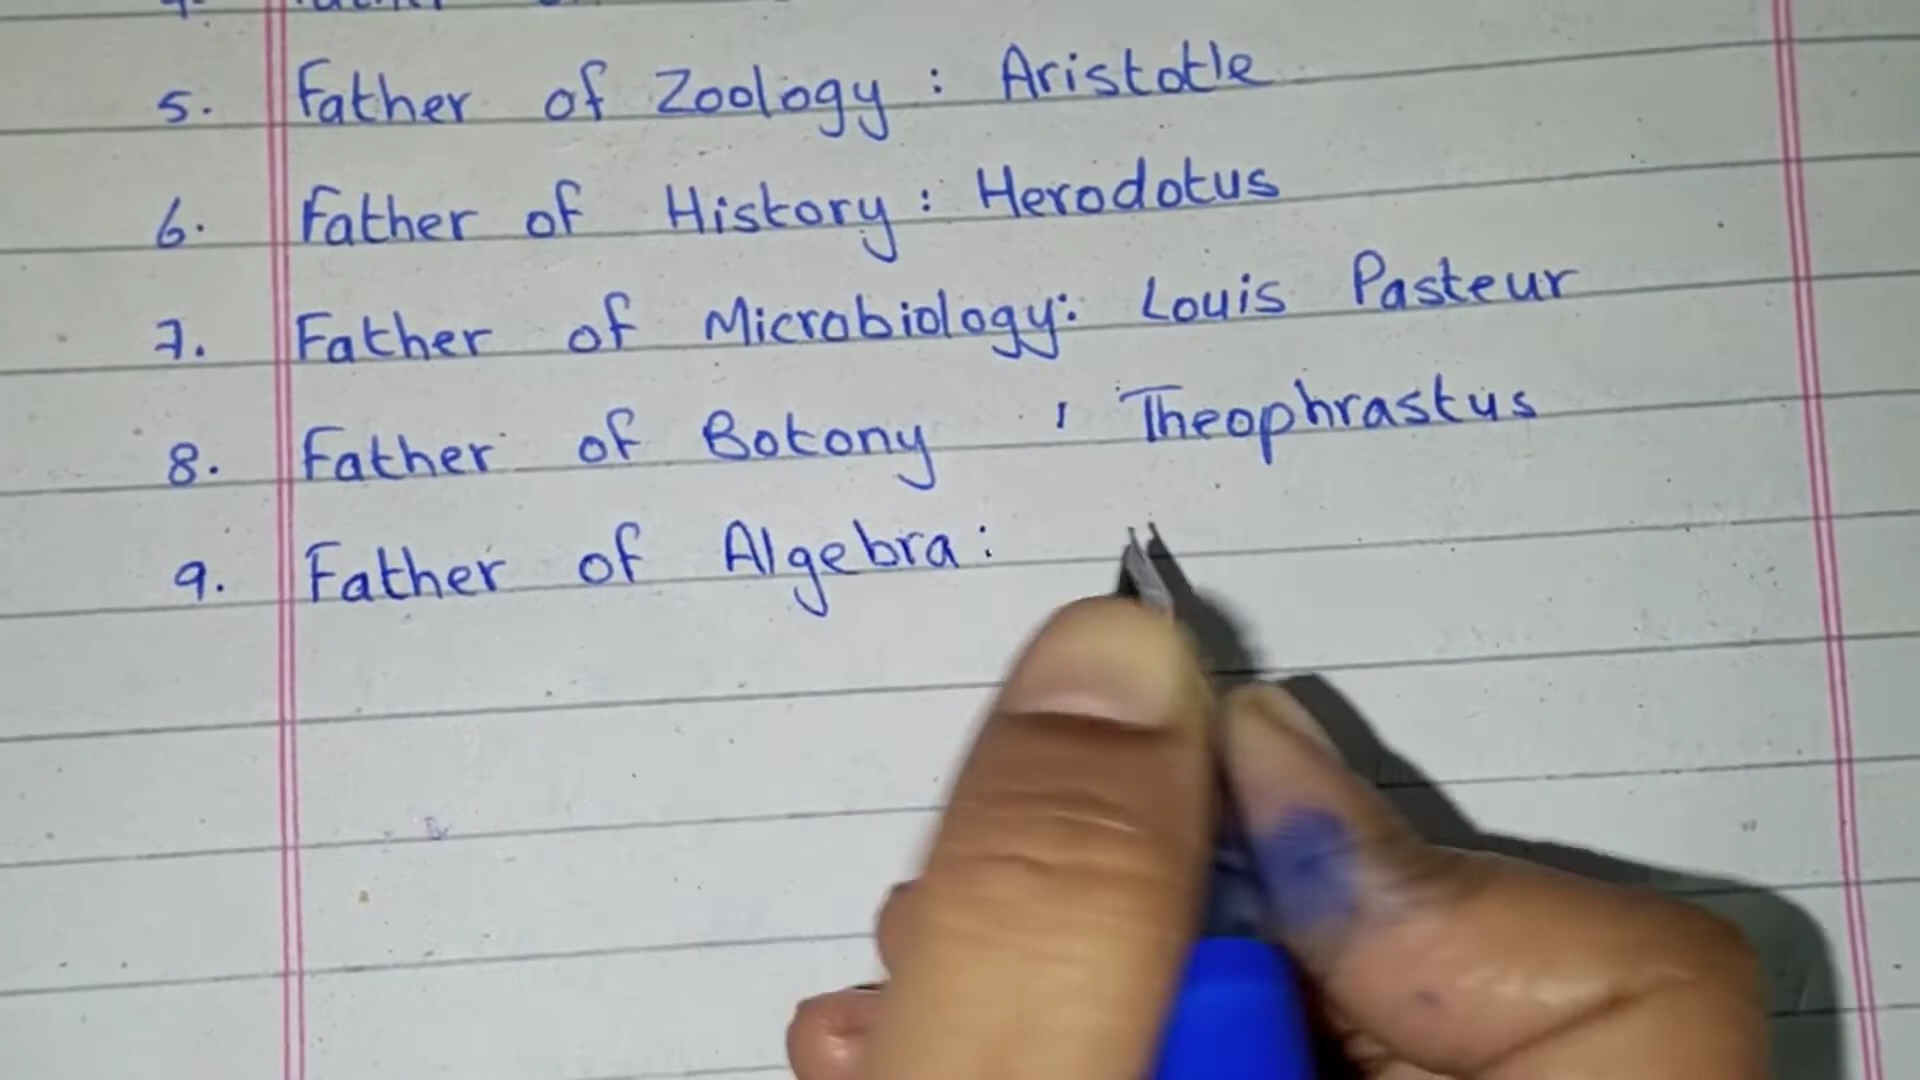 5. Father of Zoology : Aristotle
6. Father of History : Herodotus
7. Father of Microbiology: Louis Pasteur
8. Father of Botony : Theophrastus
9. Father of Algebra :